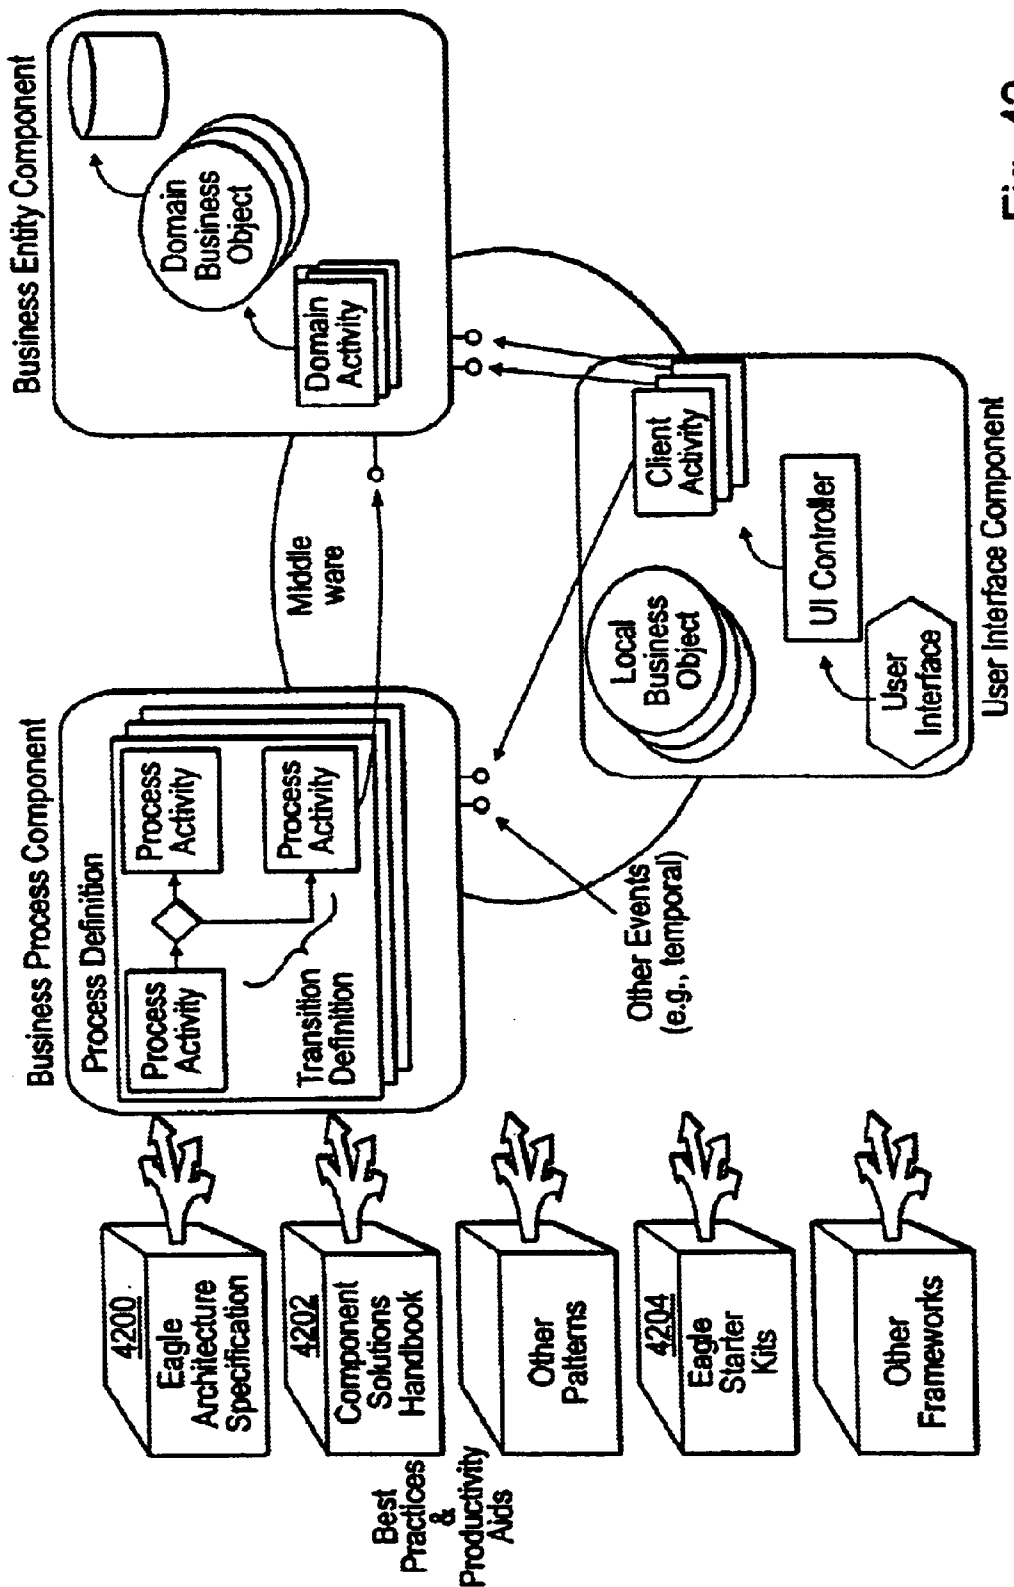 Best
Practices
&
Productivity
Aids
4200
Eagle
Architecture
Specification
4202
Component
Solutions
Handbook
Other
Patterns
4204
Eagle
Starter
Kits
Other
Frameworks
Business Process Component
Process Definition
Process
Activity
Process
Activity
Process
Activity
Transition
Definition
Middle
ware
Other Events
(e.g., temporal)
Business Entity Component
Domain
Business
Object
Domain
Activity
Local
Business
Object
Client
Activity
UI Controller
User
Interface
User Interface Component